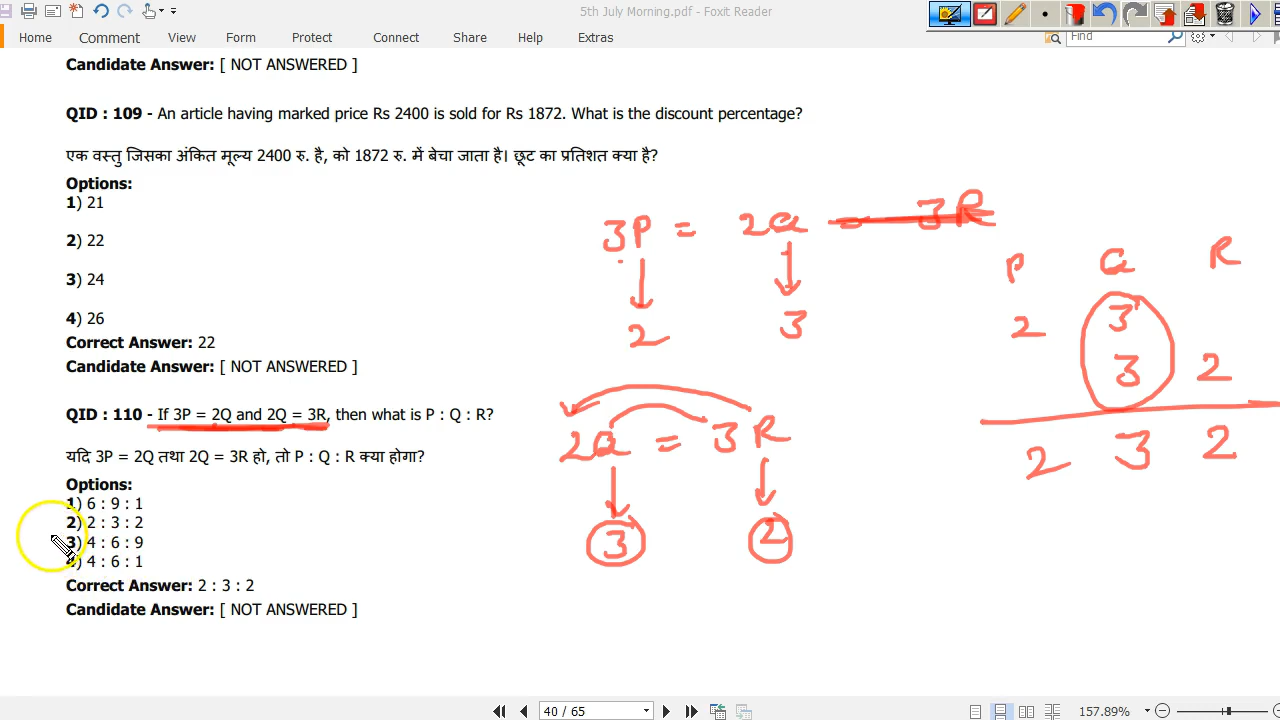 5th July Morning.pdf - Foxit Reader
Home Comment View Form Protect Connect Share Help Extras
Find
Candidate Answer: [ NOT ANSWERED ]
QID : 109 - An article having marked price Rs 2400 is sold for Rs 1872. What is the discount percentage?
एक वस्तु जिसका अंकित मूल्य 2400 रु. है, को 1872 रु. में बेचा जाता है। छूट का प्रतिशत क्या है?
Options:
1) 21
2) 22
3) 24
4) 26
Correct Answer: 22
Candidate Answer: [ NOT ANSWERED ]
QID : 110 - If 3P = 2Q and 2Q = 3R, then what is P : Q : R?
यदि 3P = 2Q तथा 2Q = 3R हो, तो P : Q : R क्या होगा?
Options:
1) 6 : 9 : 1
2) 2 : 3 : 2
3) 4 : 6 : 9
4) 4 : 6 : 1
Correct Answer: 2 : 3 : 2
Candidate Answer: [ NOT ANSWERED ]
3P = 2Q = 3R
2 3
2Q = 3R
3 2
P Q R
2 3
3 2
2 3 2
40 / 65
157.89%